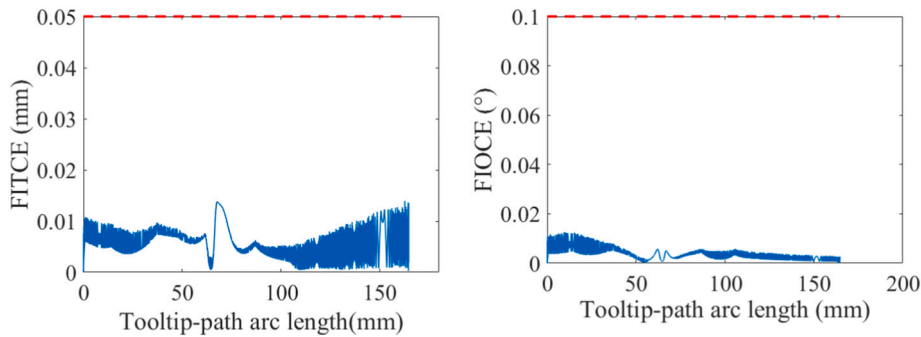 0.05
0.04
0.03
0.02
0.01
0
FITCE (mm)
0 50 100 150
Tooltip-path arc length(mm)
0.1
0.08
0.06
0.04
0.02
0
FIOCE (°)
0 50 100 150 200
Tooltip-path arc length (mm)